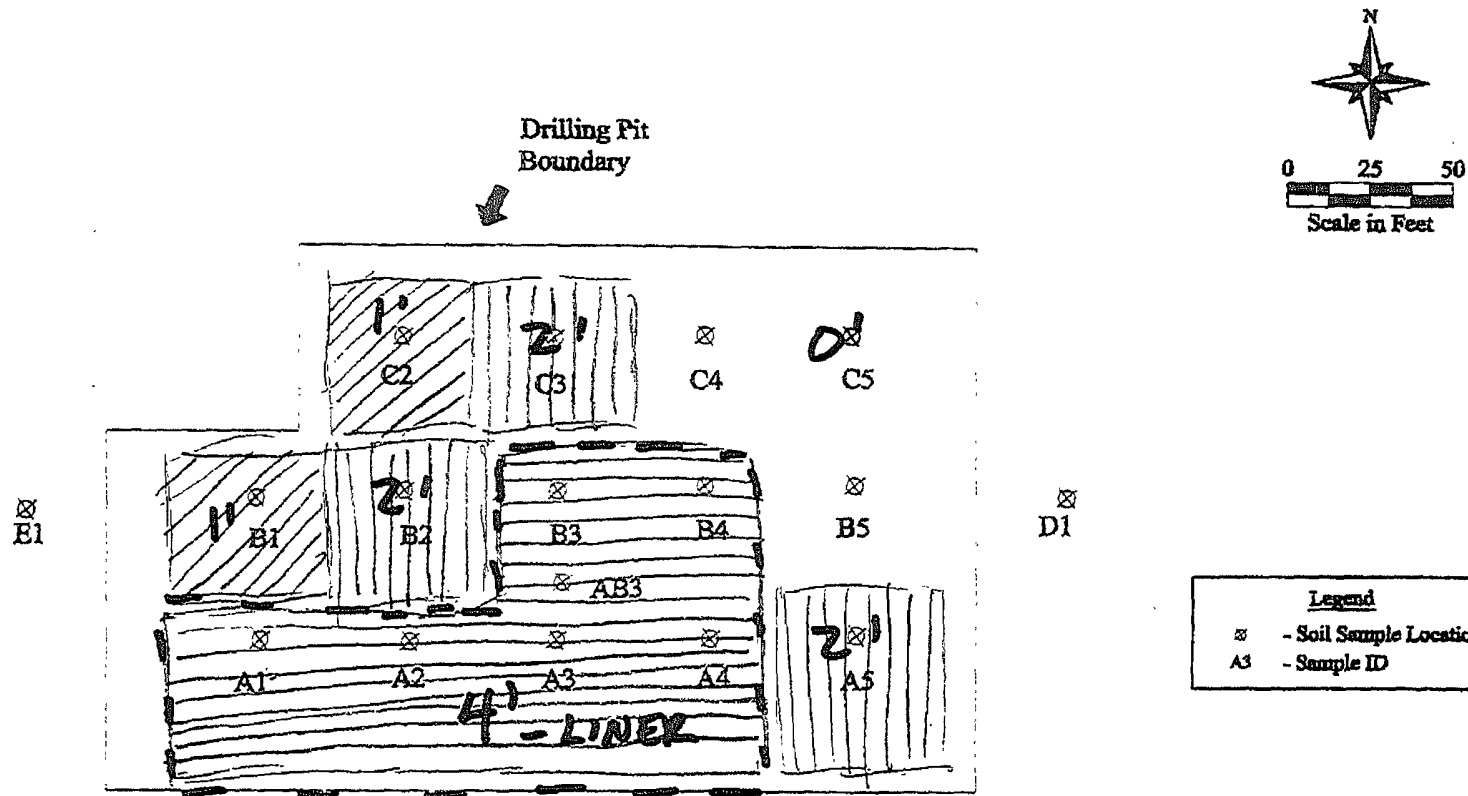 N
Drilling Pit
Boundary
0 25 50
Scale in Feet
1' 2' 0'
C2 C3 C4 C5
E1 1' B1 2' B2 B3 B4 B5 D1
AB3
A1 A2 A3 A4 2' A5
4' - LINER
Legend
- Soil Sample Locatio
A3 - Sample ID